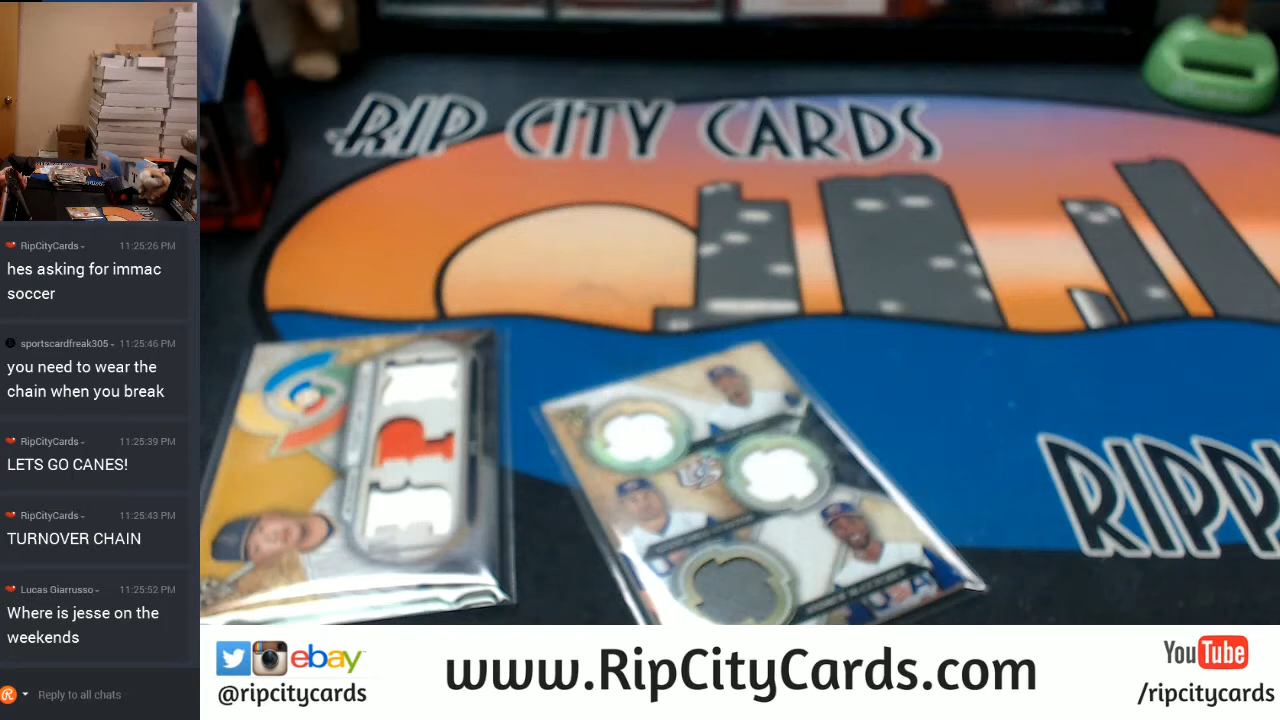 RipCityCards - 11:25:26 PM
hes asking for immac
soccer
sportscardfreak305 - 11:25:46 PM
you need to wear the
chain when you break
RipCityCards - 11:25:39 PM
LETS GO CANES!
RipCityCards - 11:25:43 PM
TURNOVER CHAIN
Lucas Giarrusso - 11:25:52 PM
Where is jesse on the
weekends
Reply to all chats
RIP CITY CARDS
RIPP
ebay
@ripcitycards
www.RipCityCards.com
YouTube
/ripcitycards